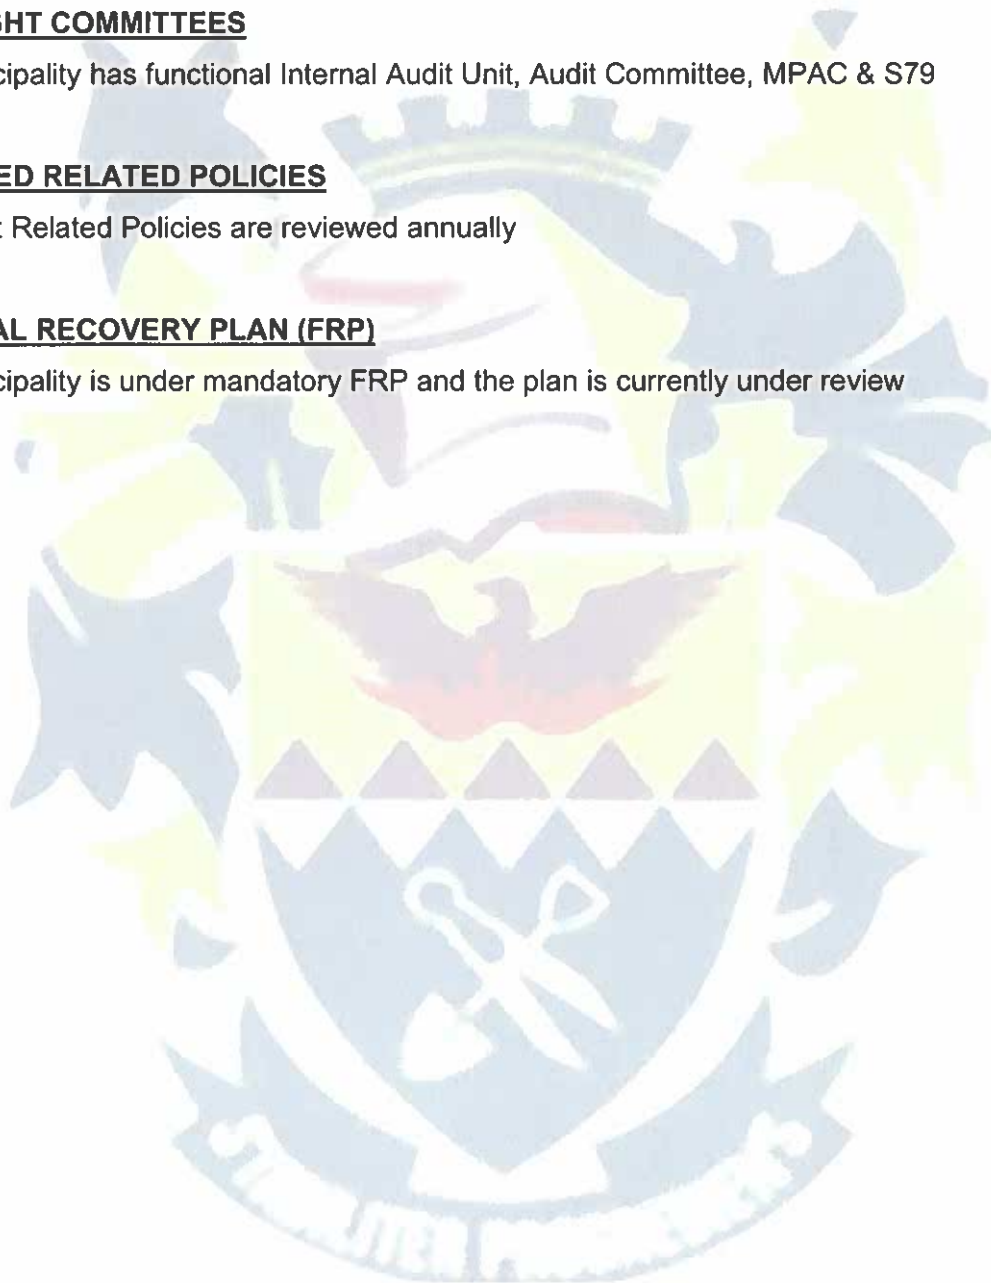 GHT COMMITTEES
cipality has functional Internal Audit Unit, Audit Committee, MPAC & S79
ED RELATED POLICIES
t Related Policies are reviewed annually
AL RECOVERY PLAN (FRP)
cipality is under mandatory FRP and the plan is currently under review